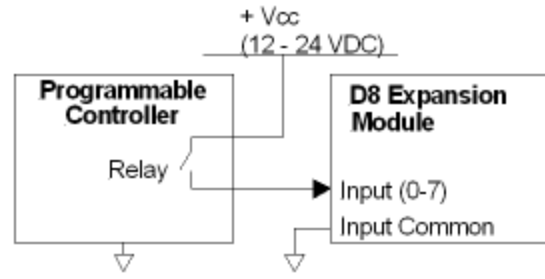 + Vcc
(12 - 24 VDC)
Programmable
Controller
Relay
D8 Expansion
Module
Input (0-7)
Input Common